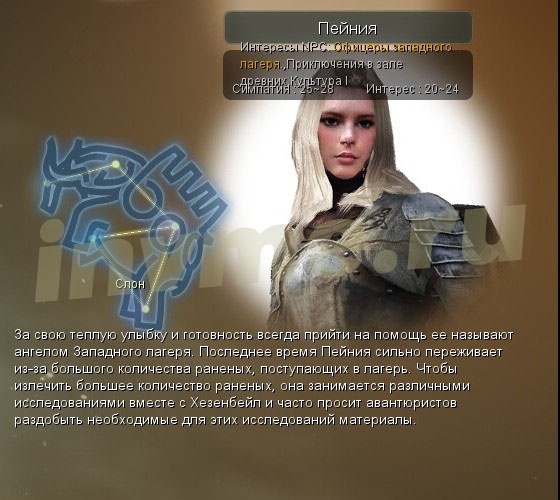 Пейния
Интересы NPC: Офицеры западного
лагеря.,Приключения в зале
древних,Культура I
Симпатия : 25~28 Интерес : 20~24
Слон
За свою теплую улыбку и готовность всегда прийти на помощь ее называют
ангелом Западного лагеря. Последнее время Пейния сильно переживает
из-за большого количества раненых, поступающих в лагерь. Чтобы
излечить большее количество раненых, она занимается различными
исследованиями вместе с Хезенбейл и часто просит авантюристов
раздобыть необходимые для этих исследований материалы.